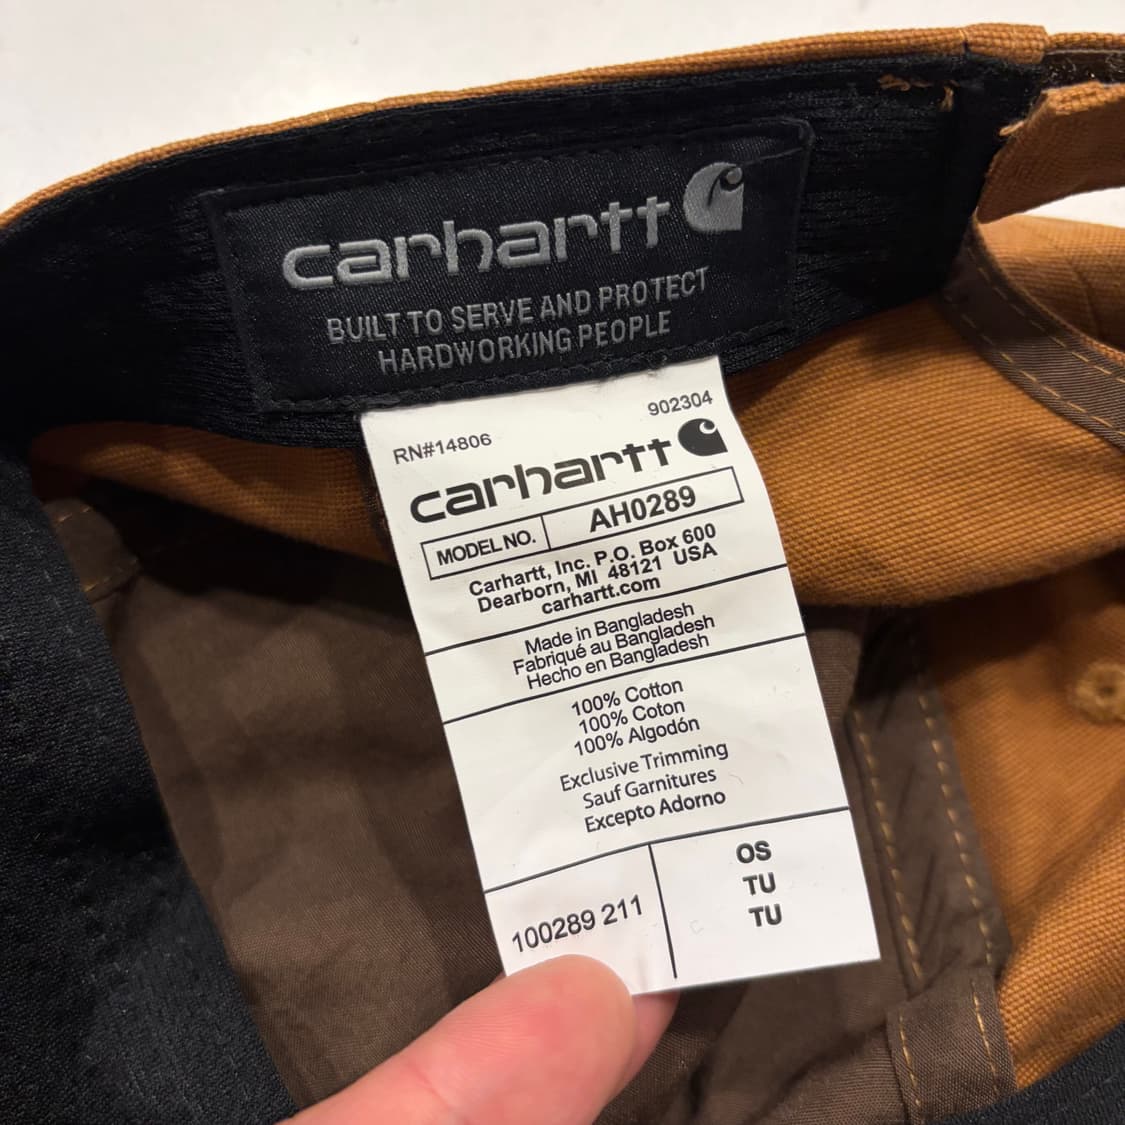 carhartt
BUILT TO SERVE AND PROTECT
HARDWORKING PEOPLE
RN#14806
902304
carhartt
MODEL NO.
AH0289
Carhartt, Inc. P.O. Box 600
Dearborn, MI 48121 USA
carhartt.com
Made in Bangladesh
Fabriqué au Bangladesh
Hecho en Bangladesh
100% Cotton
100% Coton
100% Algodón
Exclusive Trimming
Sauf Garnitures
Excepto Adorno
100289 211
OS
TU
TU